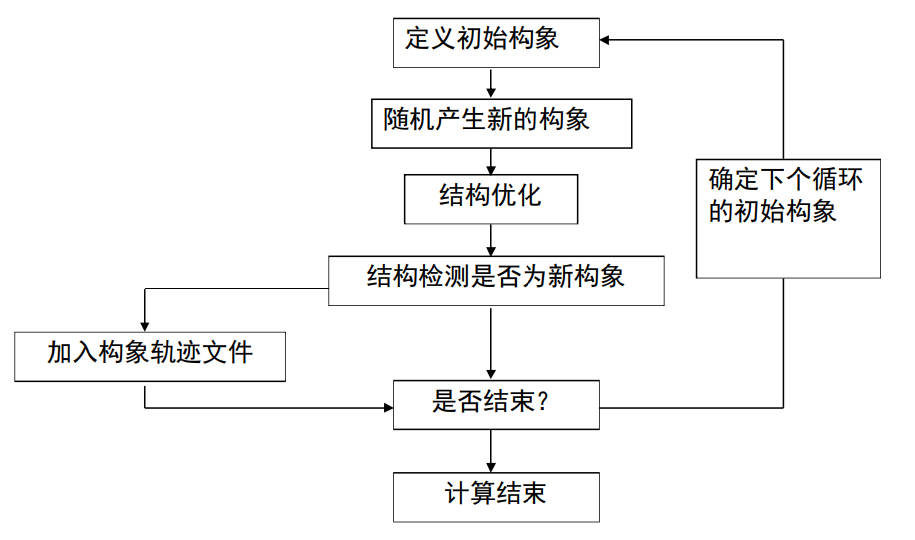 定义初始构象
随机产生新的构象
结构优化
确定下个循环
的初始构象
结构检测是否为新构象
加入构象轨迹文件
是否结束？
计算结束